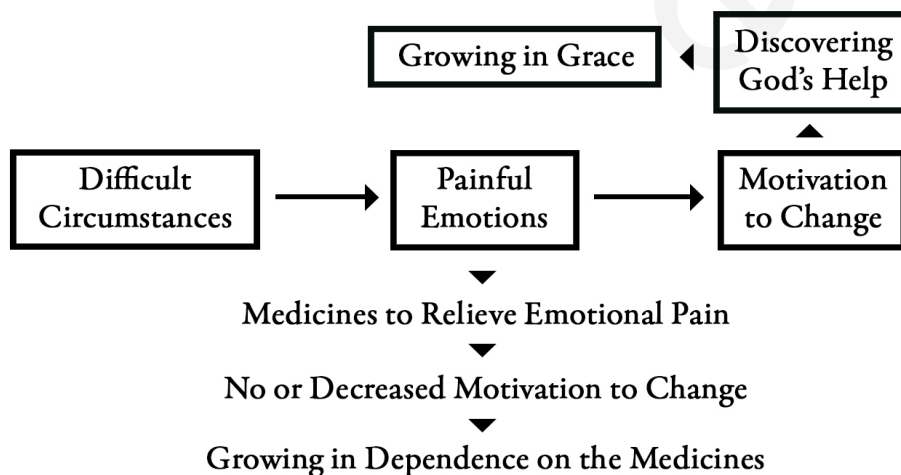 Growing in Grace
Discovering
God's Help
Difficult
Circumstances
Painful
Emotions
Motivation
to Change
Medicines to Relieve Emotional Pain
No or Decreased Motivation to Change
Growing in Dependence on the Medicines